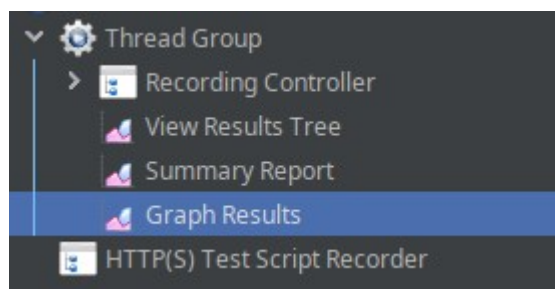 Thread Group
Recording Controller
View Results Tree
Summary Report
Graph Results
HTTP(S) Test Script Recorder